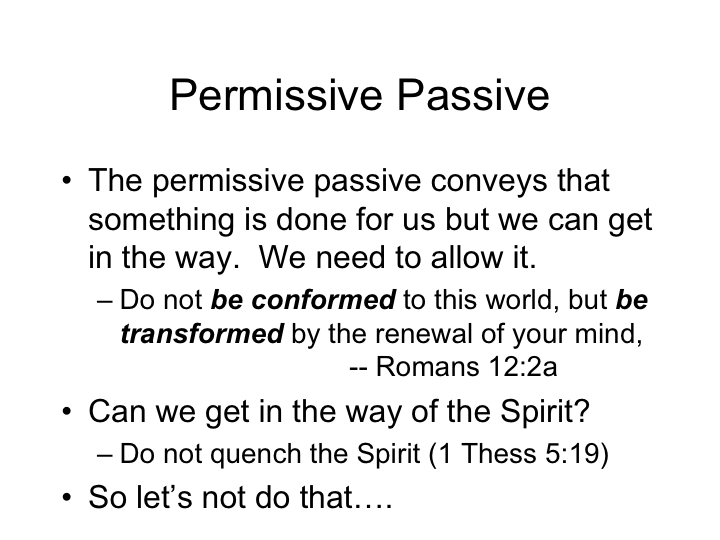 Permissive Passive
• The permissive passive conveys that
something is done for us but we can get
in the way.  We need to allow it.
– Do not be conformed to this world, but be
transformed by the renewal of your mind,
-- Romans 12:2a
• Can we get in the way of the Spirit?
– Do not quench the Spirit (1 Thess 5:19)
• So let’s not do that….